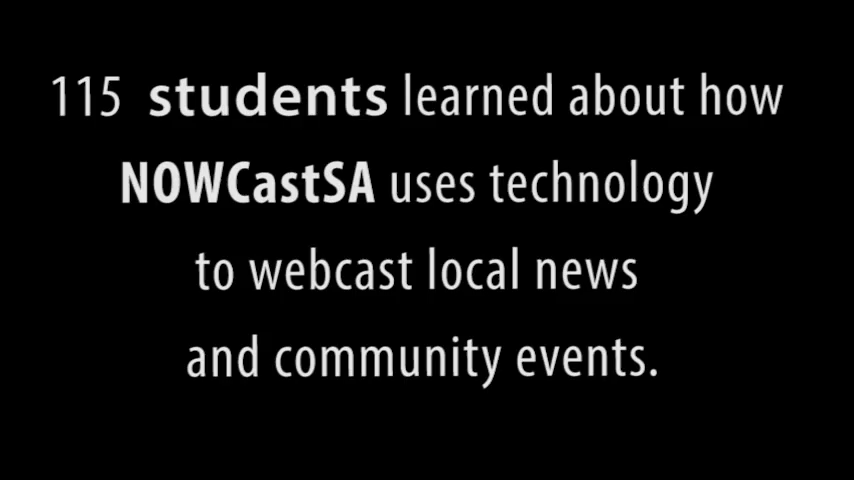 115 students learned about how
NOWCastSA uses technology
to webcast local news
and community events.